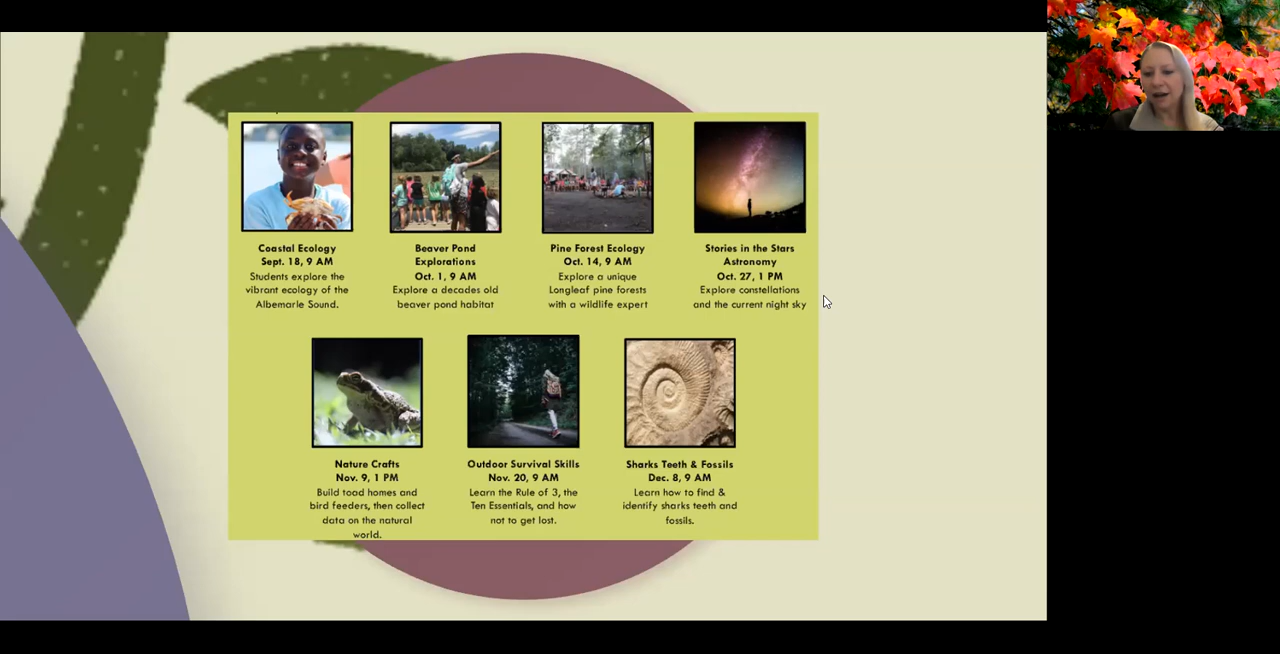 Coastal Ecology
Sept. 18, 9 AM
Students explore the
vibrant ecology of the
Albemarle Sound.
Beaver Pond
Explorations
Oct. 1, 9 AM
Explore a decades old
beaver pond habitat
Pine Forest Ecology
Oct. 14, 9 AM
Explore a unique
Longleaf pine forests
with a wildlife expert
Stories in the Stars
Astronomy
Oct. 27, 1 PM
Explore constellations
and the current night sky
Nature Crafts
Nov. 9, 1 PM
Build toad homes and
bird feeders, then collect
data on the natural
world.
Outdoor Survival Skills
Nov. 20, 9 AM
Learn the Rule of 3, the
Ten Essentials, and how
not to get lost.
Sharks Teeth & Fossils
Dec. 8, 9 AM
Learn how to find &
identify sharks teeth and
fossils.